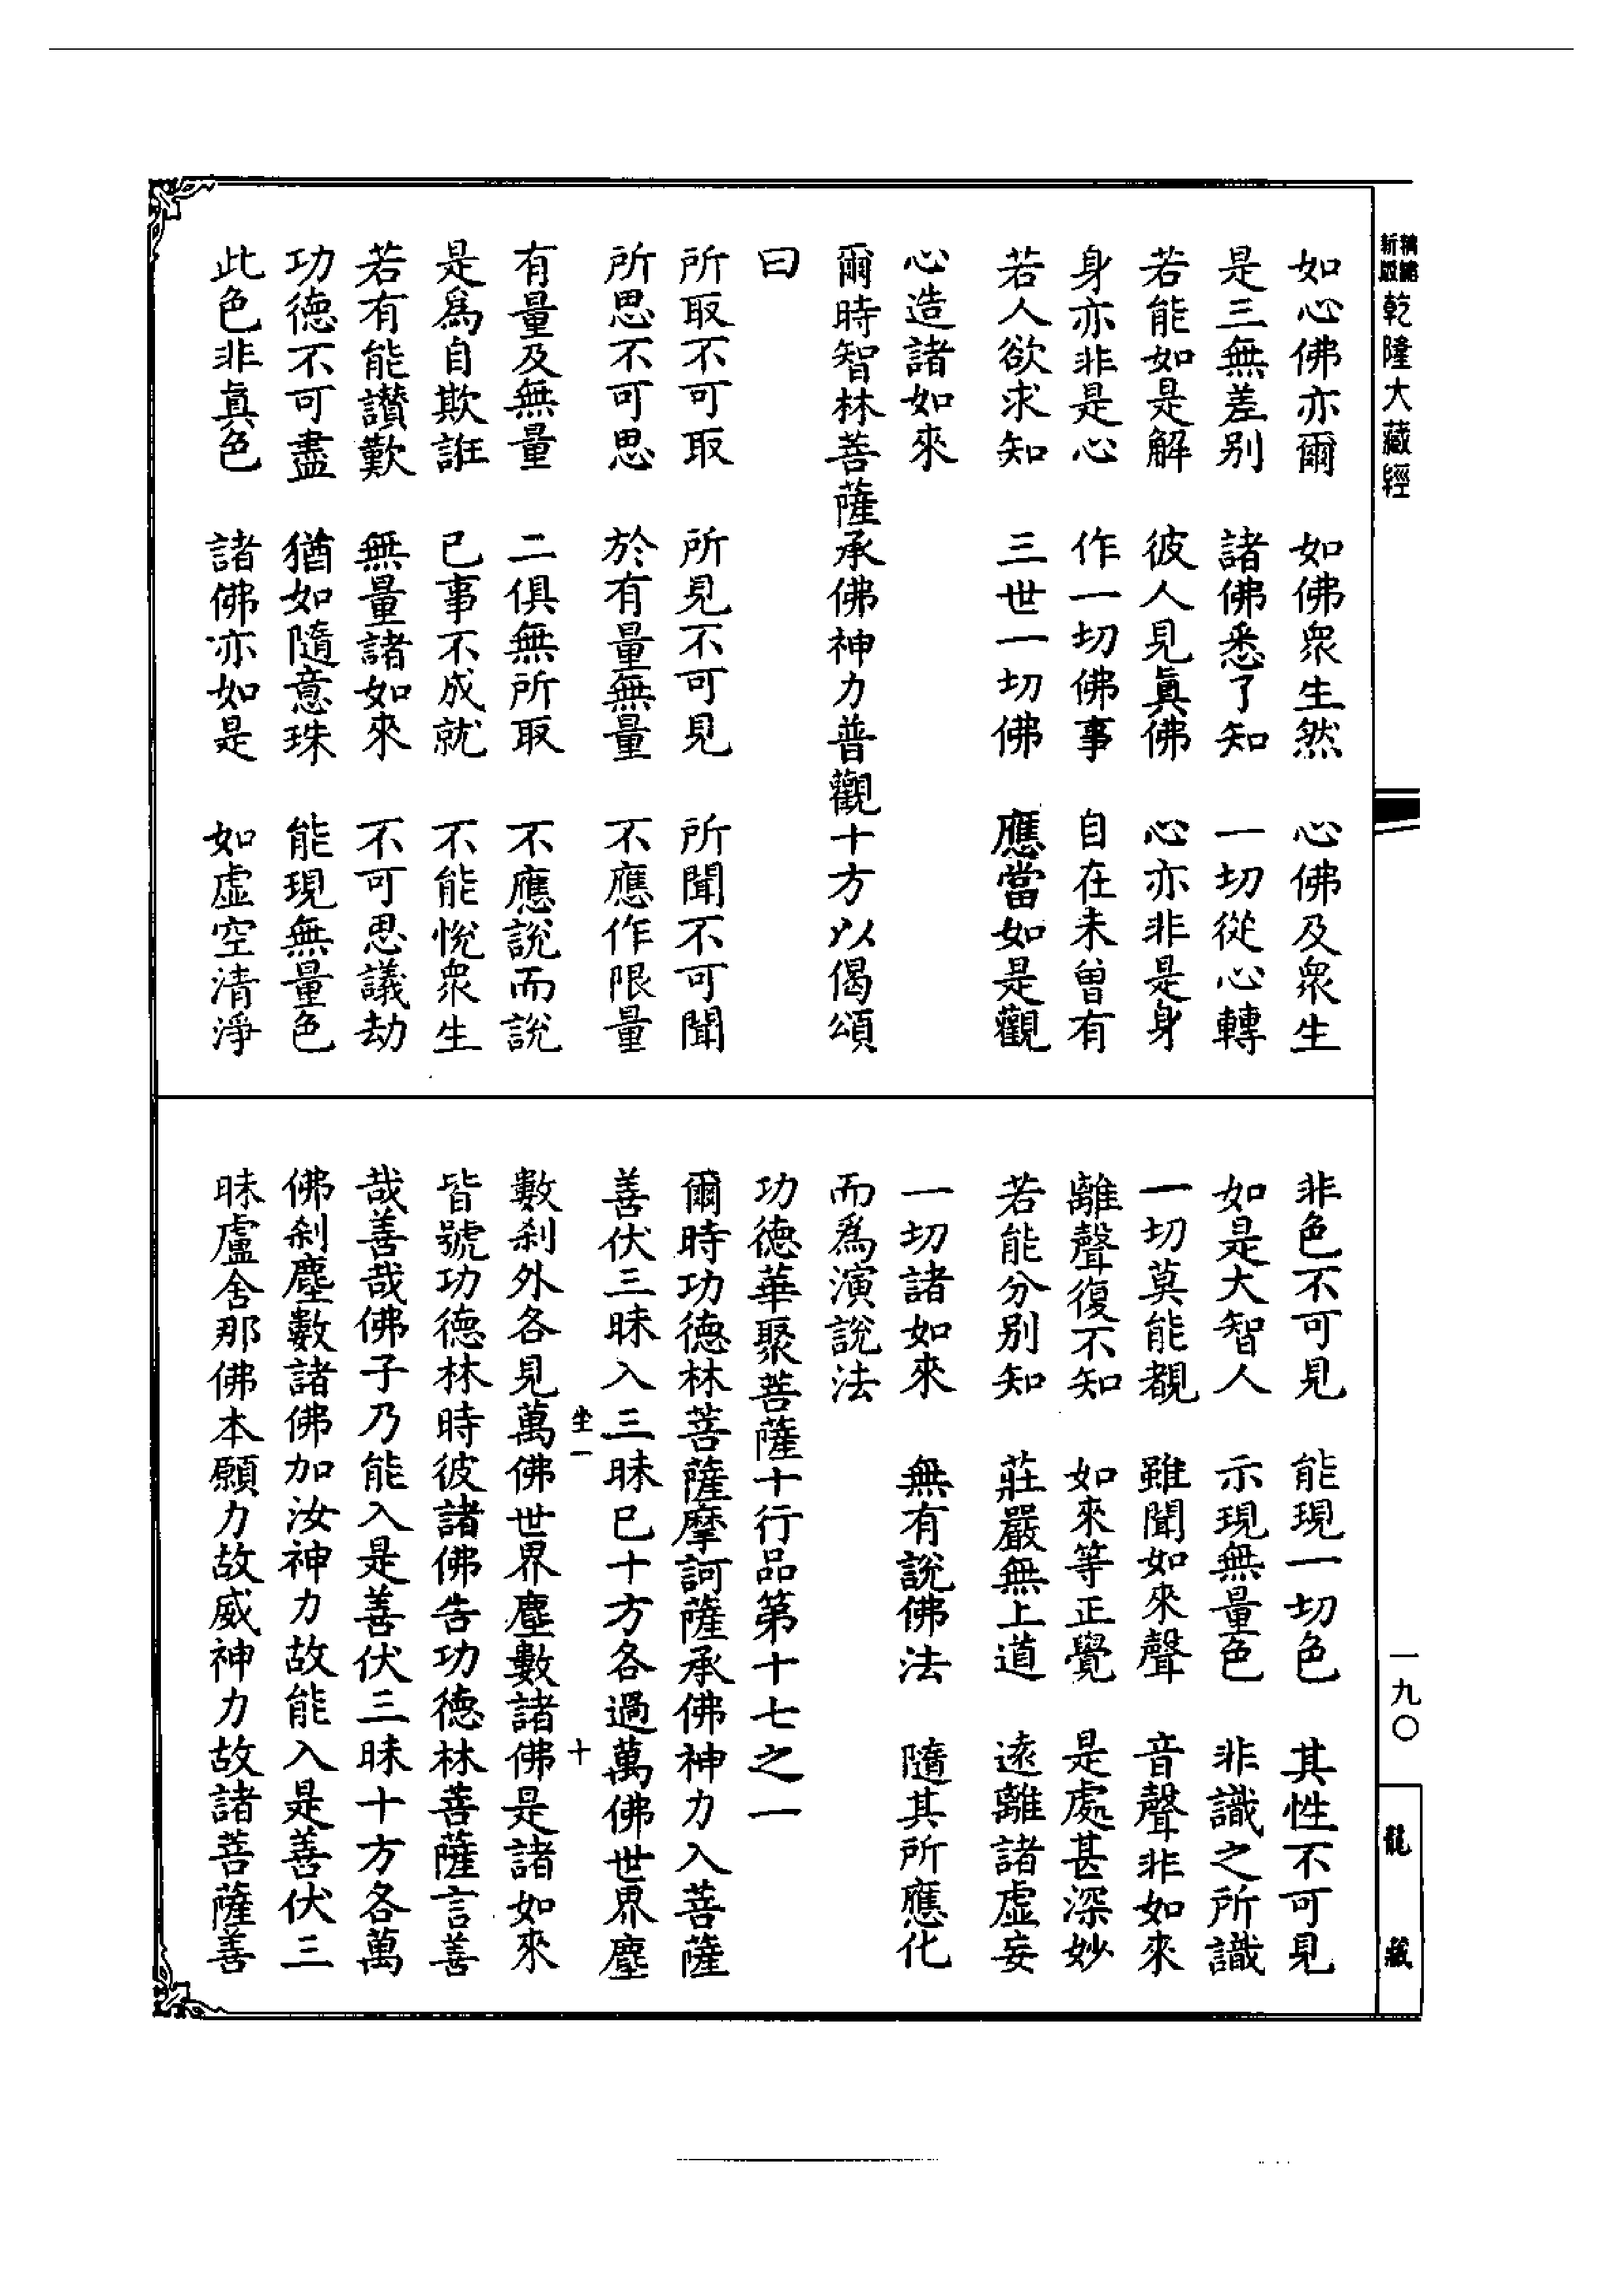 新版精縮乾隆大藏經
如心佛亦爾　如佛衆生然　心佛及衆生
是三無差别　諸佛悉了知　一切從心轉
若能如是解　彼人見眞佛　心亦非是身
身亦非是心　作一切佛事　自在未曾有
若人欲求知　三世一切佛　應當如是觀
心造諸如來
爾時智林菩薩承佛神力普觀十方以偈頌
曰
所取不可取　所見不可見　所聞不可聞
所思不可思　於有量無量　不應作限量
有量及無量　二俱無所取　不應説而説
是爲自欺誑　已事不成就　不能悅衆生
若有能讃歎　無量諸如來　不可思議劫
功德不可盡　猶如隨意珠　能現無量色
此色非眞色　諸佛亦如是　如虚空清淨
非色不可見　能現一切色　其性不可見
如是大智人　示現無量色　非識之所識
一切莫能覩　雖聞如來聲　音聲非如來
離聲復不知　如來等正覺　是處甚深妙
若能分别知　莊嚴無上道　遠離諸虚妄
一切諸如來　無有説佛法　隨其所應化
而爲演説法
功德華聚菩薩十行品第十七之一
爾時功德林菩薩摩訶薩承佛神力入菩薩
善伏三昧入三昧已十方各過萬佛世界塵
坐一　十
數刹外各見萬佛世界塵數諸佛是諸如來
皆號功德林時彼諸佛告功德林菩薩言善
哉善哉佛子乃能入是善伏三昧十方各萬
佛刹塵數諸佛加汝神力故能入是善伏三
昧盧舍那佛本願力故威神力故諸菩薩善
一九〇
龍藏